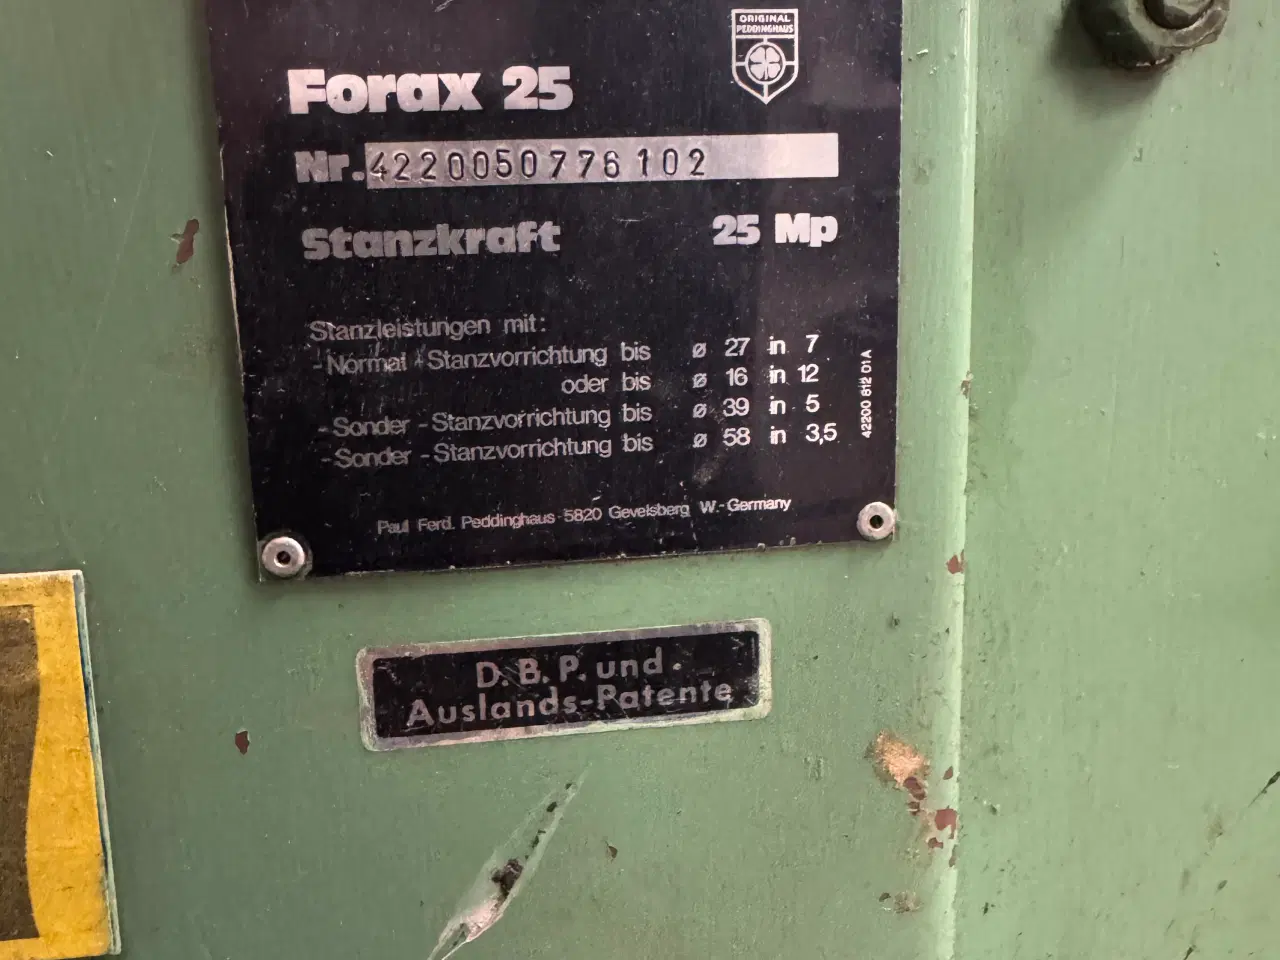 ORIGINAL
PEDDINGHAUS
Forax 25
Nr. 4220050776102
Stanzkraft 25 Mp
Stanzleistungen mit:
-Normal-Stanzvorrichtung bis ø 27 in 7
oder bis ø 16 in 12
-Sonder-Stanzvorrichtung bis ø 39 in 5
-Sonder-Stanzvorrichtung bis ø 58 in 3,5
42200 812 01A
Paul Ferd. Peddinghaus 5820 Gevelsberg W.-Germany
D.B.P. und
Auslands-Patente